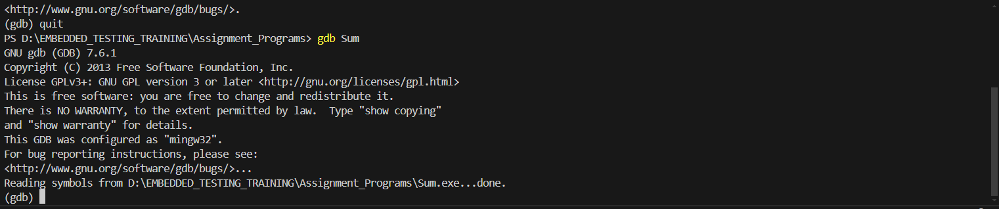 <http://www.gnu.org/software/gdb/bugs/>.
(gdb) quit
PS D:\EMBEDDED_TESTING_TRAINING\Assignment_Programs> gdb Sum
GNU gdb (GDB) 7.6.1
Copyright (C) 2013 Free Software Foundation, Inc.
License GPLv3+: GNU GPL version 3 or later <http://gnu.org/licenses/gpl.html>
This is free software: you are free to change and redistribute it.
There is NO WARRANTY, to the extent permitted by law.  Type "show copying"
and "show warranty" for details.
This GDB was configured as "mingw32".
For bug reporting instructions, please see:
<http://www.gnu.org/software/gdb/bugs/>...
Reading symbols from D:\EMBEDDED_TESTING_TRAINING\Assignment_Programs\Sum.exe...done.
(gdb)